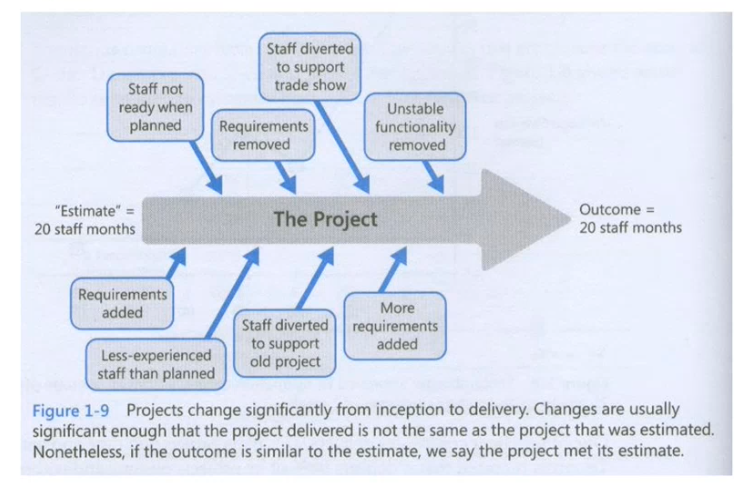 Staff diverted
to support
trade show
Staff not
ready when
planned
Requirements
removed
Unstable
functionality
removed
"Estimate" =
20 staff months
The Project
Outcome =
20 staff months
Requirements
added
Less-experienced
staff than planned
Staff diverted
to support
old project
More
requirements
added
Figure 1-9 Projects change significantly from inception to delivery. Changes are usually
significant enough that the project delivered is not the same as the project that was estimated.
Nonetheless, if the outcome is similar to the estimate, we say the project met its estimate.